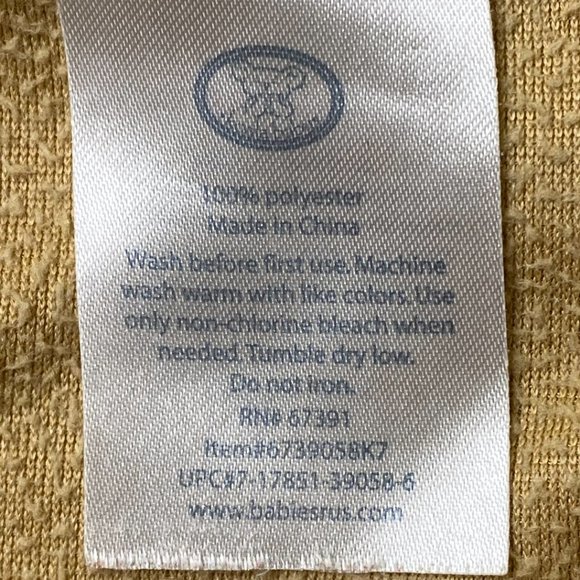 100% polyester
Made in China
Wash before first use. Machine
wash warm with like colors. Use
only non-chlorine bleach when
needed. Tumble dry low.
Do not iron.
RN# 67391
Item#6739058K7
UPC#7-17851-39058-6
www.babiesrus.com